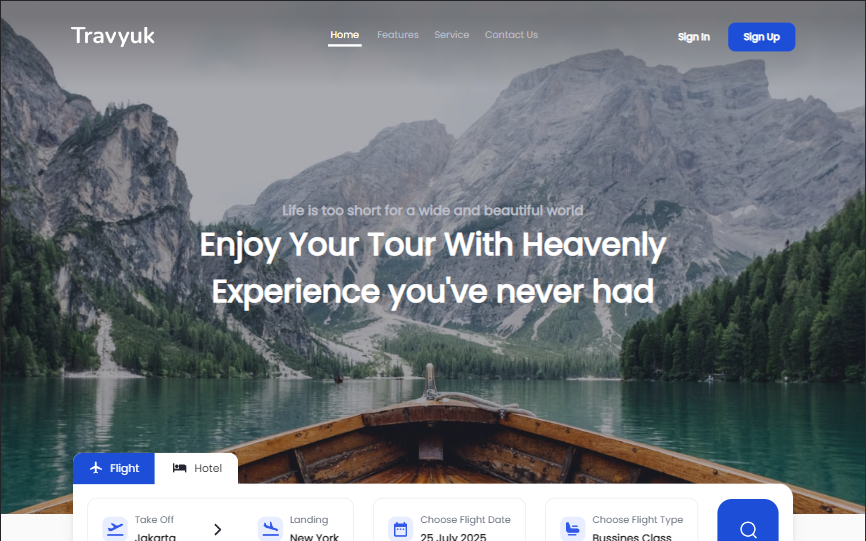 Travyuk
Home Features Service Contact Us
Sign In Sign Up
Life is too short for a wide and beautiful world
Enjoy Your Tour With Heavenly
Experience you've never had
Flight Hotel
Take Off Landing Choose Flight Date Choose Flight Type
Jakarta New York 25 July 2025 Bussines Class